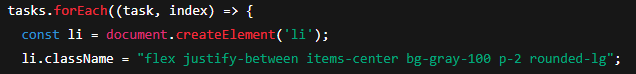 tasks.forEach((task, index) => {
const li = document.createElement('li');
li.className = "flex justify-between items-center bg-gray-100 p-2 rounded-lg";